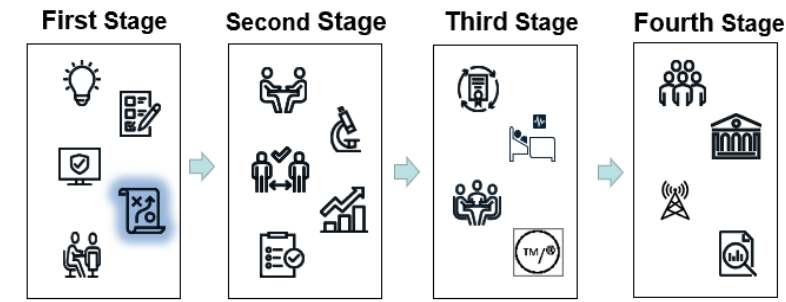 First Stage
Second Stage
Third Stage
Fourth Stage
TM/®